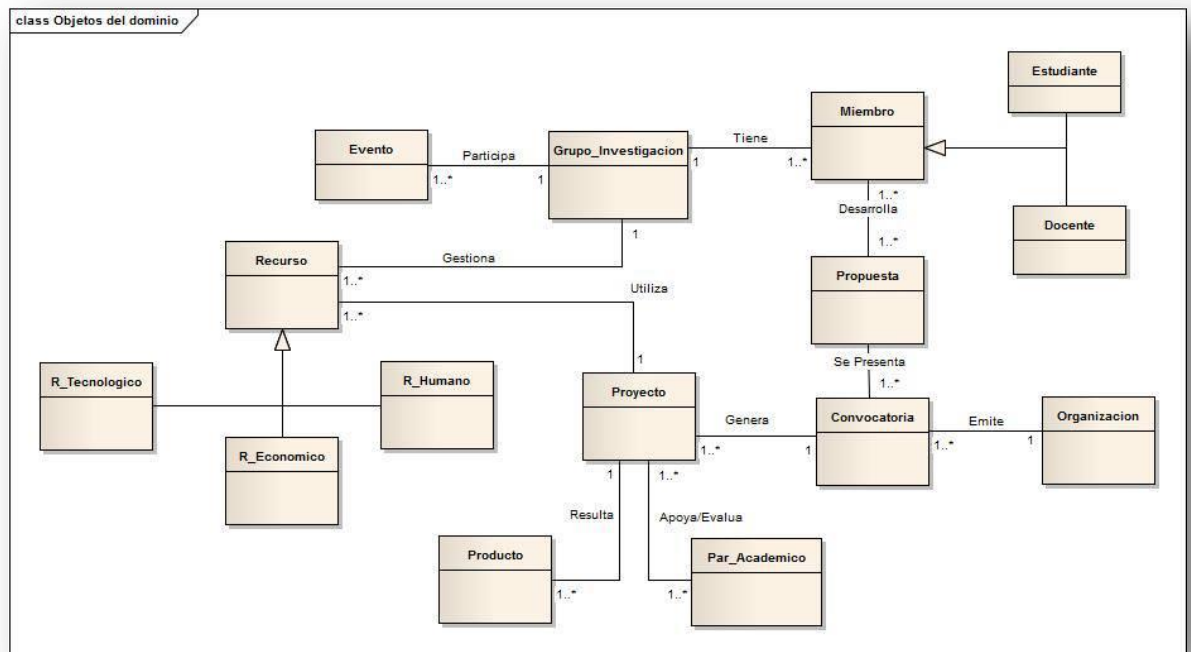 class Objetos del dominio
Estudiante
Miembro
Evento
Participa
Grupo_Investigacion
Tiene
1..*
1
1
1..*
1..*
Desarrolla
1..*
Docente
1
Recurso
Gestiona
1..*
Propuesta
Utiliza
1..*
Se Presenta
1..*
1
R_Tecnologico
R_Humano
Proyecto
Genera
Convocatoria
Emite
Organizacion
1..*
1
1..*
1
R_Economico
1
1..*
Resulta
Apoya/Evalua
Producto
Par_Academico
1..*
1..*